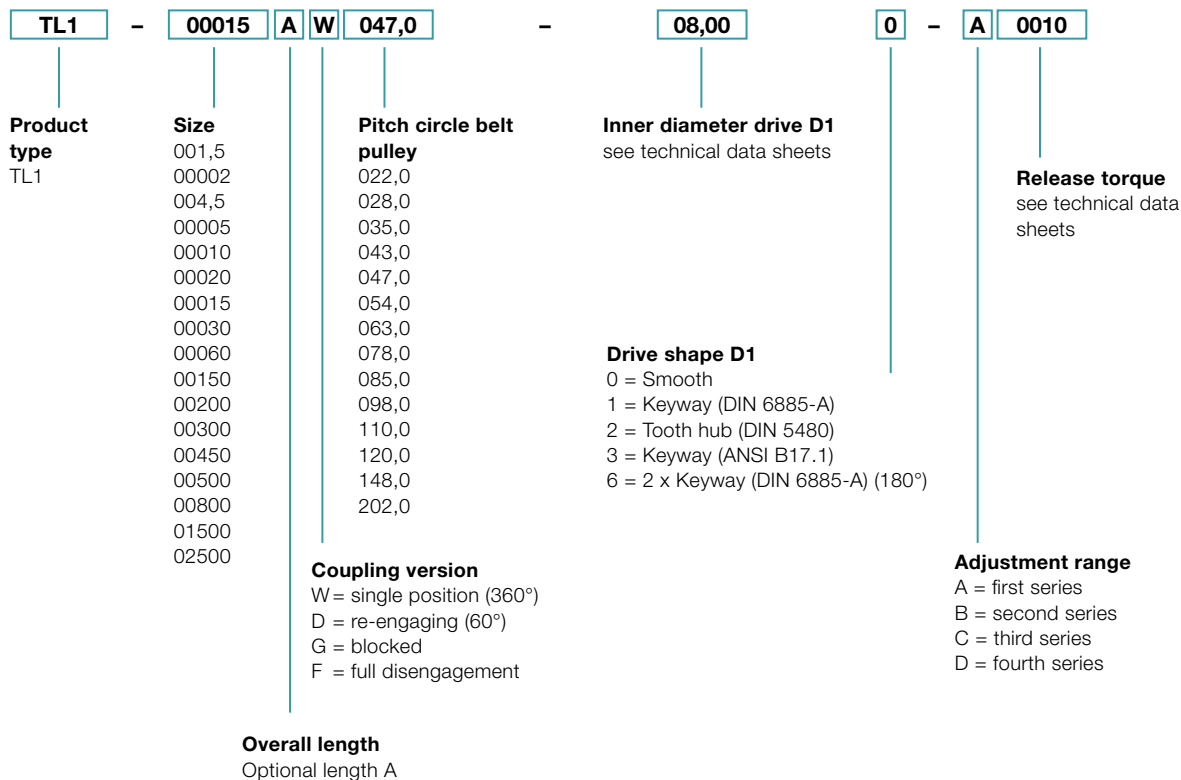 TL1 – 00015 A W 047,0 – 08,00 0 – A 0010
Product
type
TL1
Size
001,5
00002
004,5
00005
00010
00020
00015
00030
00060
00150
00200
00300
00450
00500
00800
01500
02500
Pitch circle belt
pulley
022,0
028,0
035,0
043,0
047,0
054,0
063,0
078,0
085,0
098,0
110,0
120,0
148,0
202,0
Inner diameter drive D1
see technical data sheets
Release torque
see technical data
sheets
Drive shape D1
0 = Smooth
1 = Keyway (DIN 6885-A)
2 = Tooth hub (DIN 5480)
3 = Keyway (ANSI B17.1)
6 = 2 x Keyway (DIN 6885-A) (180°)
Coupling version
W = single position (360°)
D = re-engaging (60°)
G = blocked
F = full disengagement
Adjustment range
A = first series
B = second series
C = third series
D = fourth series
Overall length
Optional length A